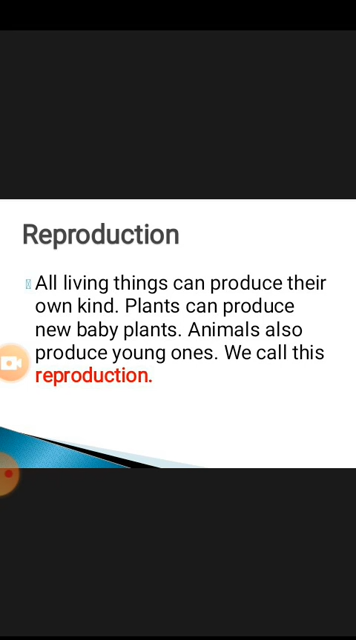 Reproduction
All living things can produce their
own kind. Plants can produce
new baby plants. Animals also
produce young ones. We call this
reproduction.